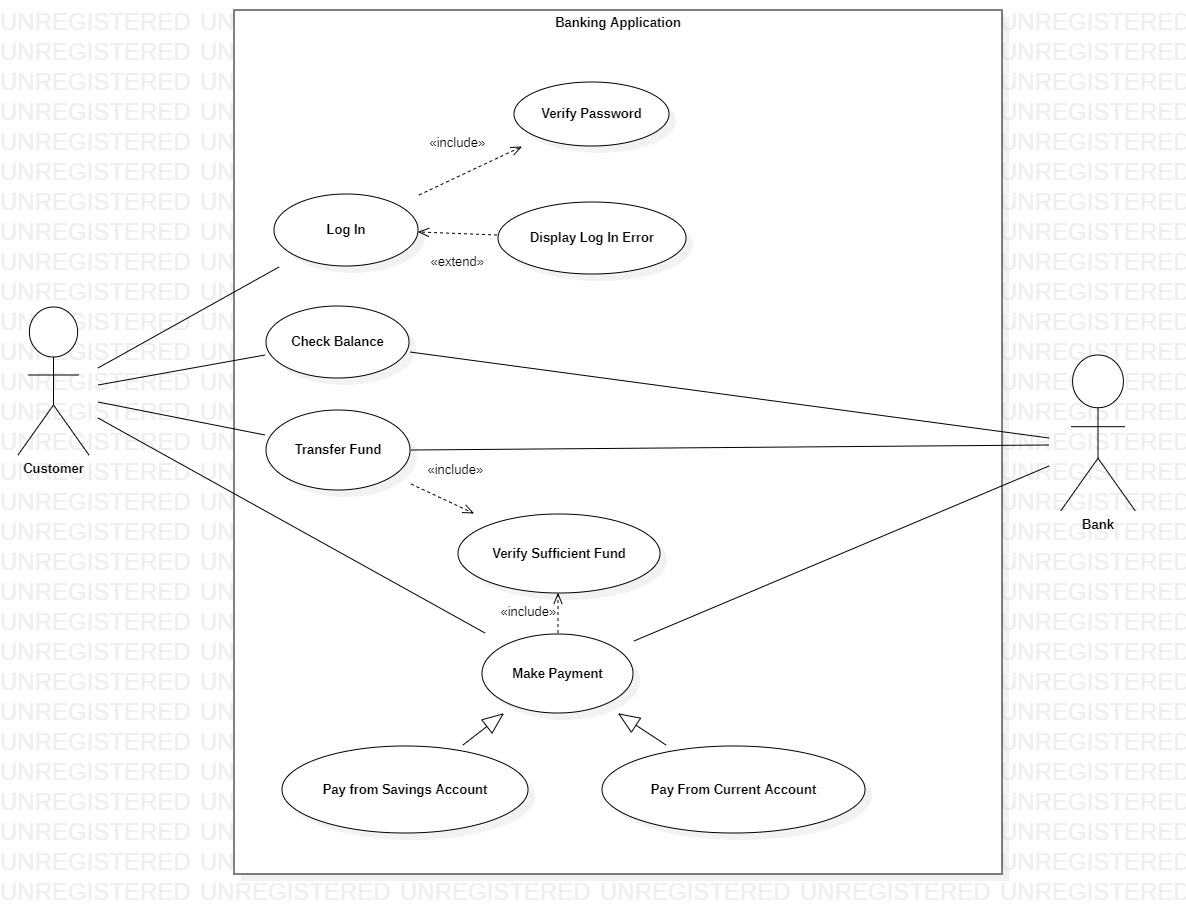 Banking Application
Verify Password
«include»
Log In
Display Log In Error
«extend»
Check Balance
Transfer Fund
«include»
Customer
Bank
Verify Sufficient Fund
«include»
Make Payment
Pay from Savings Account
Pay From Current Account
UNREGISTERED UNREGISTERED UNREGISTERED UNREGISTERED UNREGISTERED UNREGISTERED